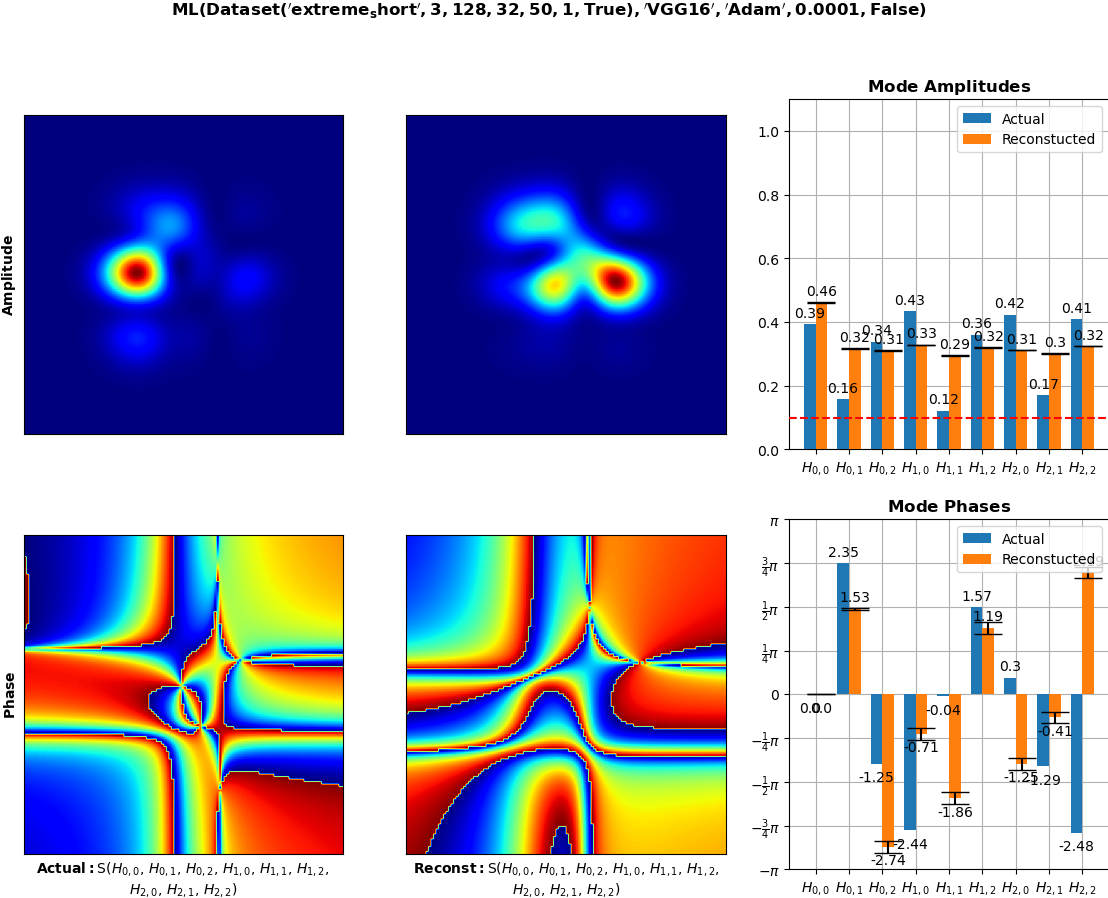 ML(Dataset('extreme_short', 3, 128, 32, 50, 1, True), 'VGG16', 'Adam', 0.0001, False)
Amplitude
Mode Amplitudes
Actual
Reconstucted
1.0
0.8
0.6
0.4
0.2
0.0
0.39
0.46
0.16
0.32
0.34
0.31
0.43
0.33
0.12
0.29
0.36
0.32
0.42
0.31
0.17
0.3
0.41
0.32
H0,0 H0,1 H0,2 H1,0 H1,1 H1,2 H2,0 H2,1 H2,2
Phase
Actual: S(H0,0, H0,1, H0,2, H1,0, H1,1, H1,2,
H2,0, H2,1, H2,2)
Reconst: S(H0,0, H0,1, H0,2, H1,0, H1,1, H1,2,
H2,0, H2,1, H2,2)
Mode Phases
Actual
Reconstucted
π
3/4π
1/2π
1/4π
0
−1/4π
−1/2π
−3/4π
−π
0.0
0.0
2.35
1.53
-1.25
-2.74
-2.44
-0.71
-0.04
-1.86
1.57
1.19
0.3
-1.25
-1.29
-0.41
-2.48
H0,0 H0,1 H0,2 H1,0 H1,1 H1,2 H2,0 H2,1 H2,2